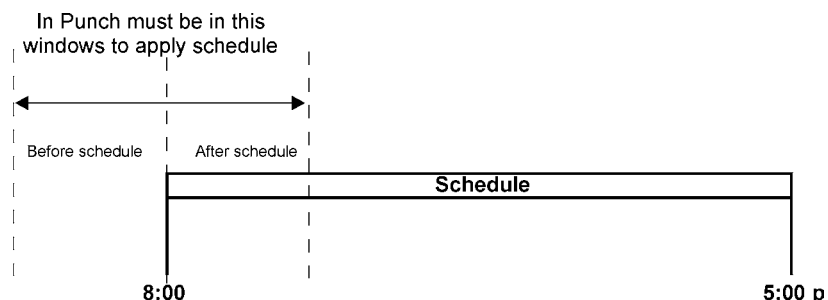 In Punch must be in this
windows to apply schedule
Before schedule
After schedule
Schedule
8:00
5:00 p